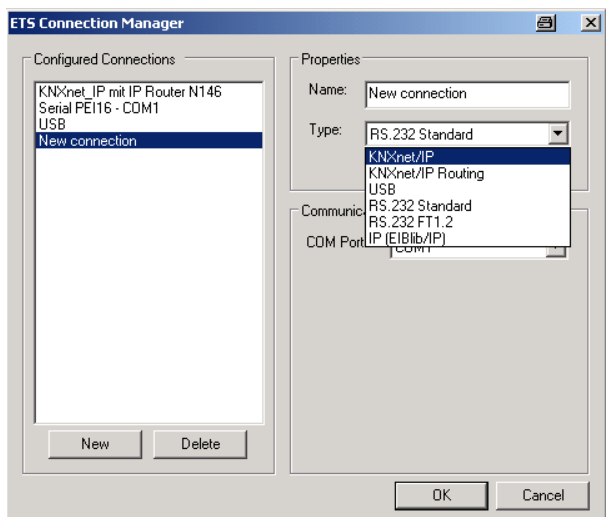 ETS Connection Manager
Configured Connections
KNXnet_IP mit IP Router N146
Serial PEI16 - COM1
USB
New connection
New
Delete
Properties
Name: New connection
Type: RS.232 Standard
KNXnet/IP
KNXnet/IP Routing
USB
RS.232 Standard
RS.232 FT1.2
IP (EIBlib/IP)
Communic
COM Port
COM1
OK
Cancel